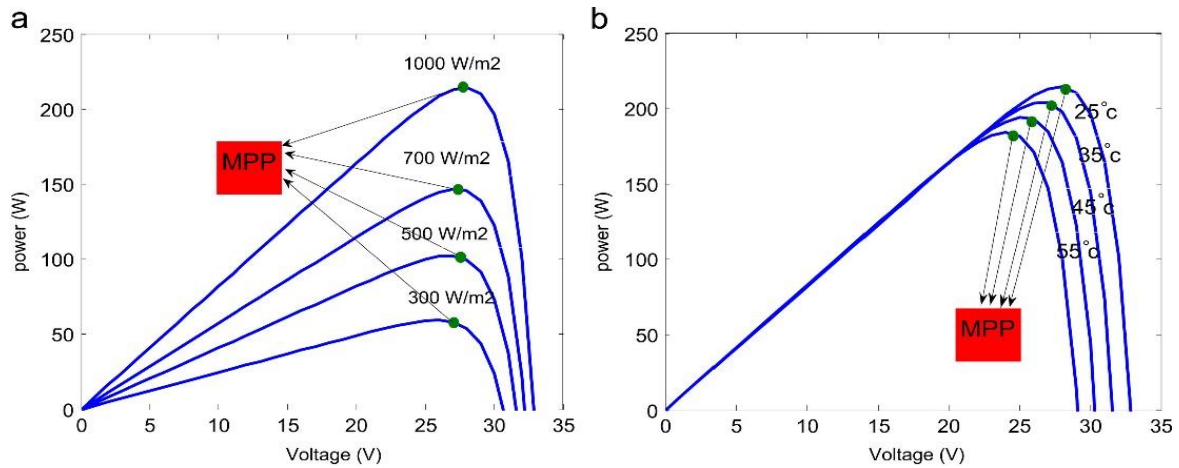 a
250
200
150
100
50
0
power (W)
0 5 10 15 20 25 30 35
Voltage (V)
1000 W/m2
700 W/m2
500 W/m2
300 W/m2
MPP
b
250
200
150
100
50
0
power (W)
0 5 10 15 20 25 30 35
Voltage (V)
25°c
35°c
45°c
55°c
MPP